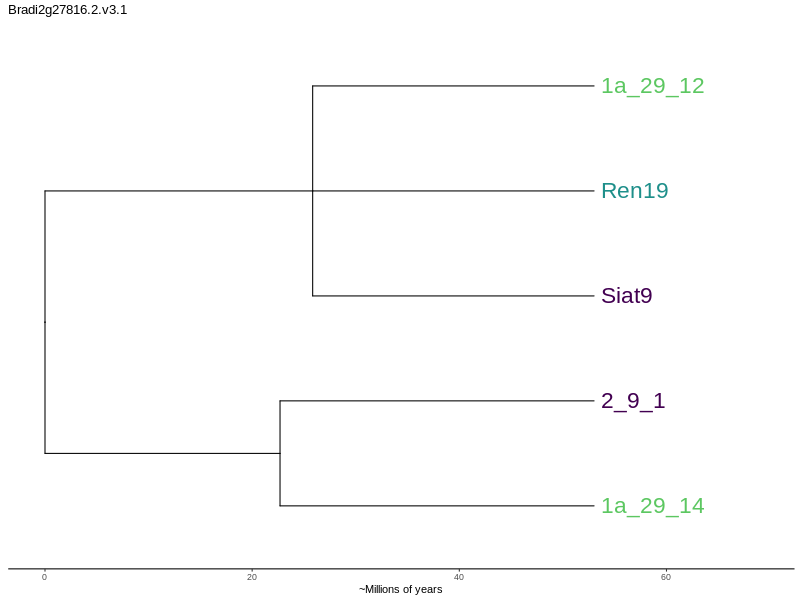 Bradi2g27816.2.v3.1
1a_29_12
Ren19
Siat9
2_9_1
1a_29_14
0 20 40 60
~Millions of years